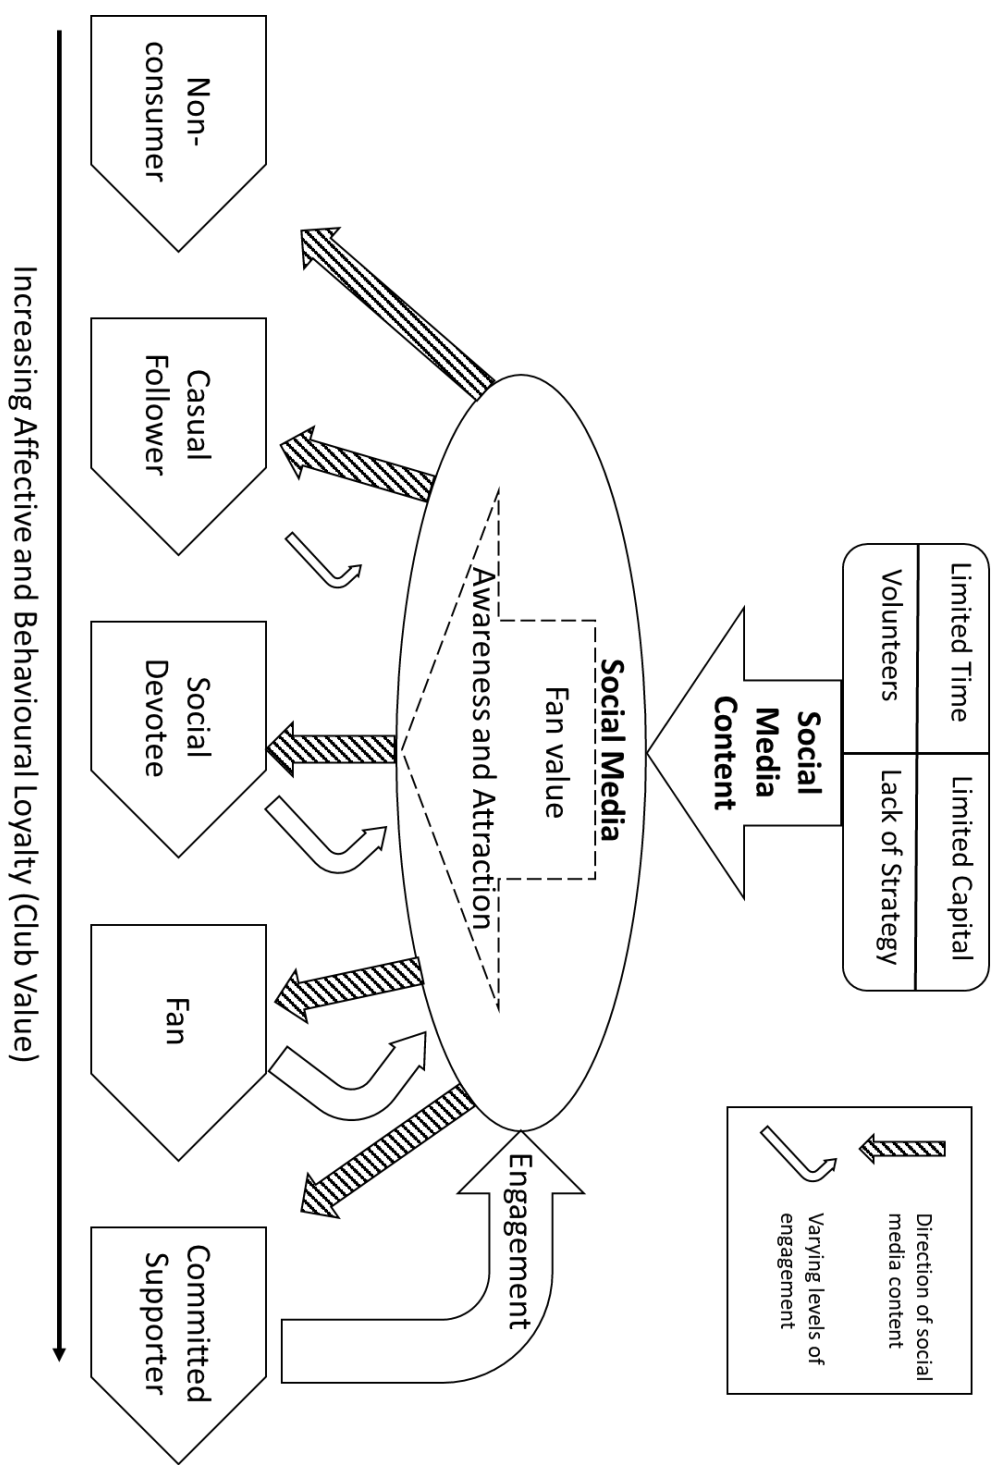 Limited Time
Limited Capital
Volunteers
Lack of Strategy
Social
Media
Content
Direction of social
media content
Varying levels of
engagement
Social Media
Fan value
Awareness and Attraction
Engagement
Non-
consumer
Casual
Follower
Social
Devotee
Fan
Committed
Supporter
Increasing Affective and Behavioural Loyalty (Club Value)